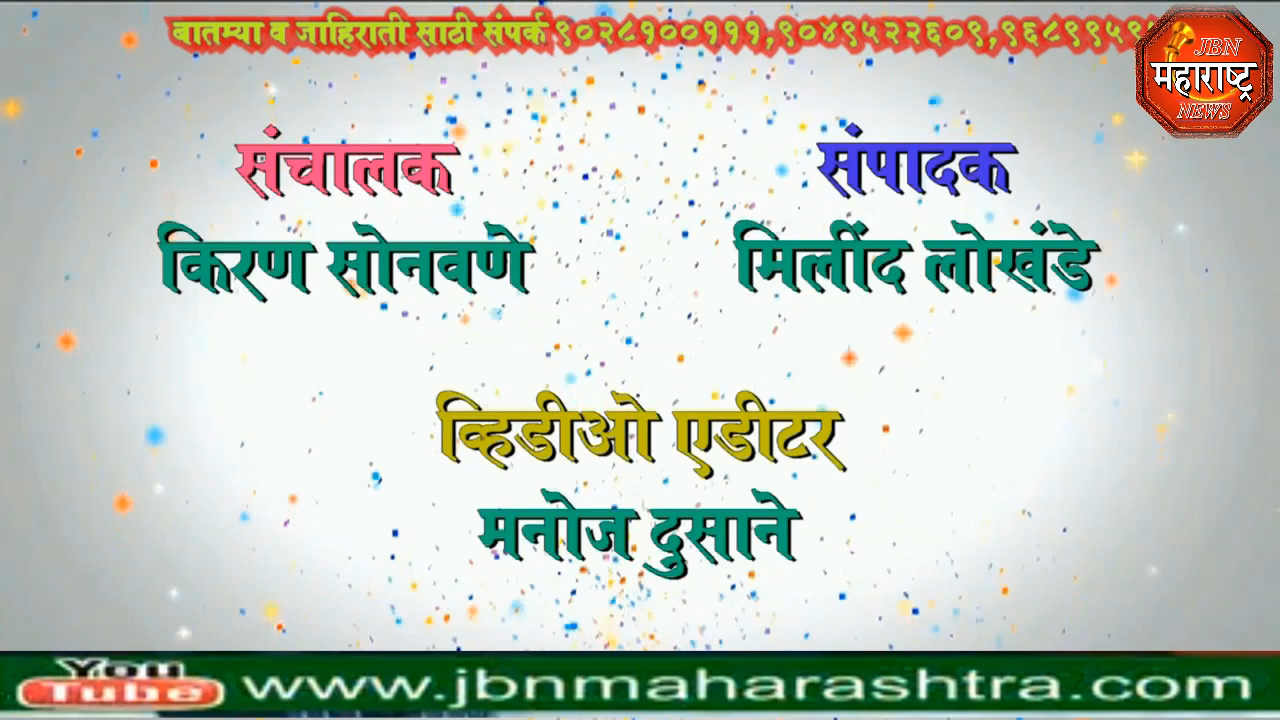 बातम्या व जाहिराती साठी संपर्क ९०२८१००१११,९०४९५२२६०९,९६८९९५९
JBN
महाराष्ट्र
NEWS
संचालक
संपादक
किरण सोनवणे
मिलींद लोखंडे
व्हिडीओ एडीटर
मनोज दुसाने
You
Tube
www.jbnmaharashtra.com